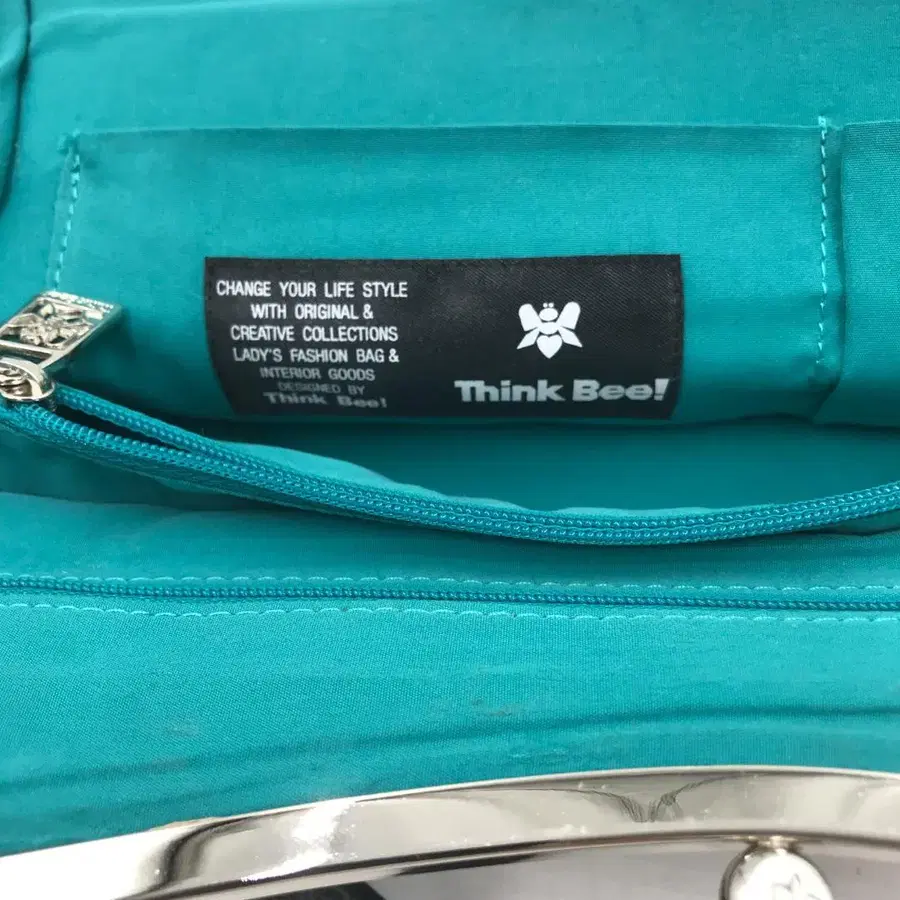 CHANGE YOUR LIFE STYLE
WITH ORIGINAL &
CREATIVE COLLECTIONS
LADY'S FASHION BAG &
INTERIOR GOODS
DESIGNED BY
Think Bee!
Think Bee!